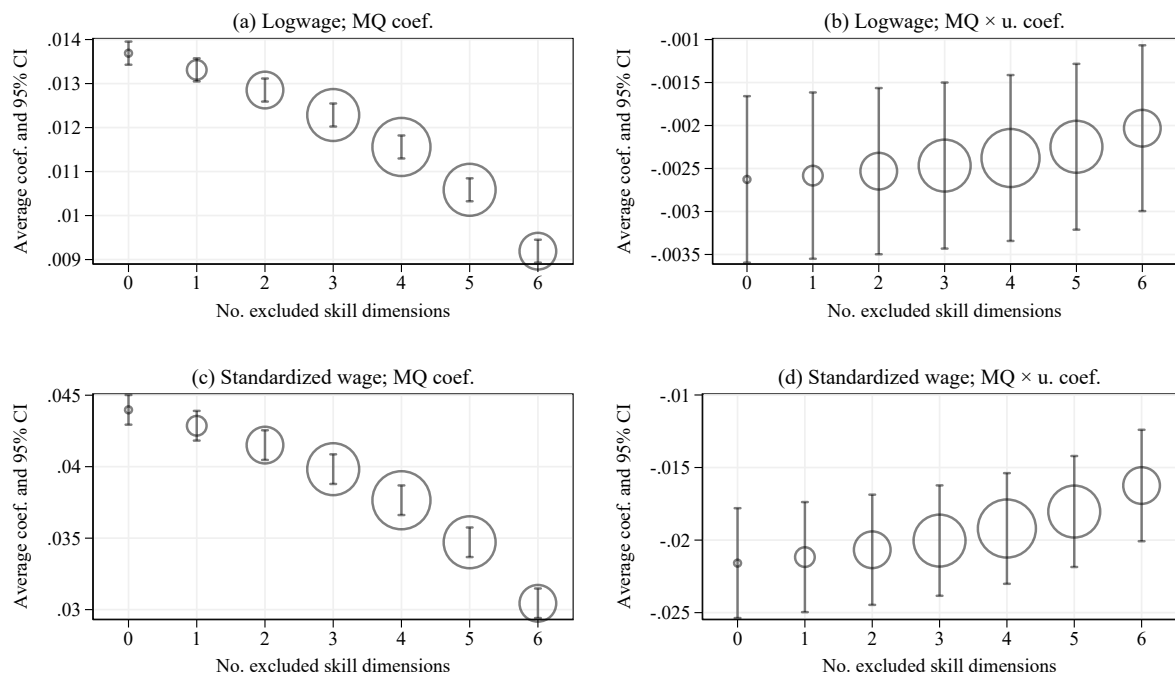 (a) Logwage; MQ coef.
Average coef. and 95% CI
.014
.013
.012
.011
.01
.009
0 1 2 3 4 5 6
No. excluded skill dimensions
(b) Logwage; MQ × u. coef.
Average coef. and 95% CI
-.001
-.0015
-.002
-.0025
-.003
-.0035
0 1 2 3 4 5 6
No. excluded skill dimensions
(c) Standardized wage; MQ coef.
Average coef. and 95% CI
.045
.04
.035
.03
0 1 2 3 4 5 6
No. excluded skill dimensions
(d) Standardized wage; MQ × u. coef.
Average coef. and 95% CI
-.01
-.015
-.02
-.025
0 1 2 3 4 5 6
No. excluded skill dimensions